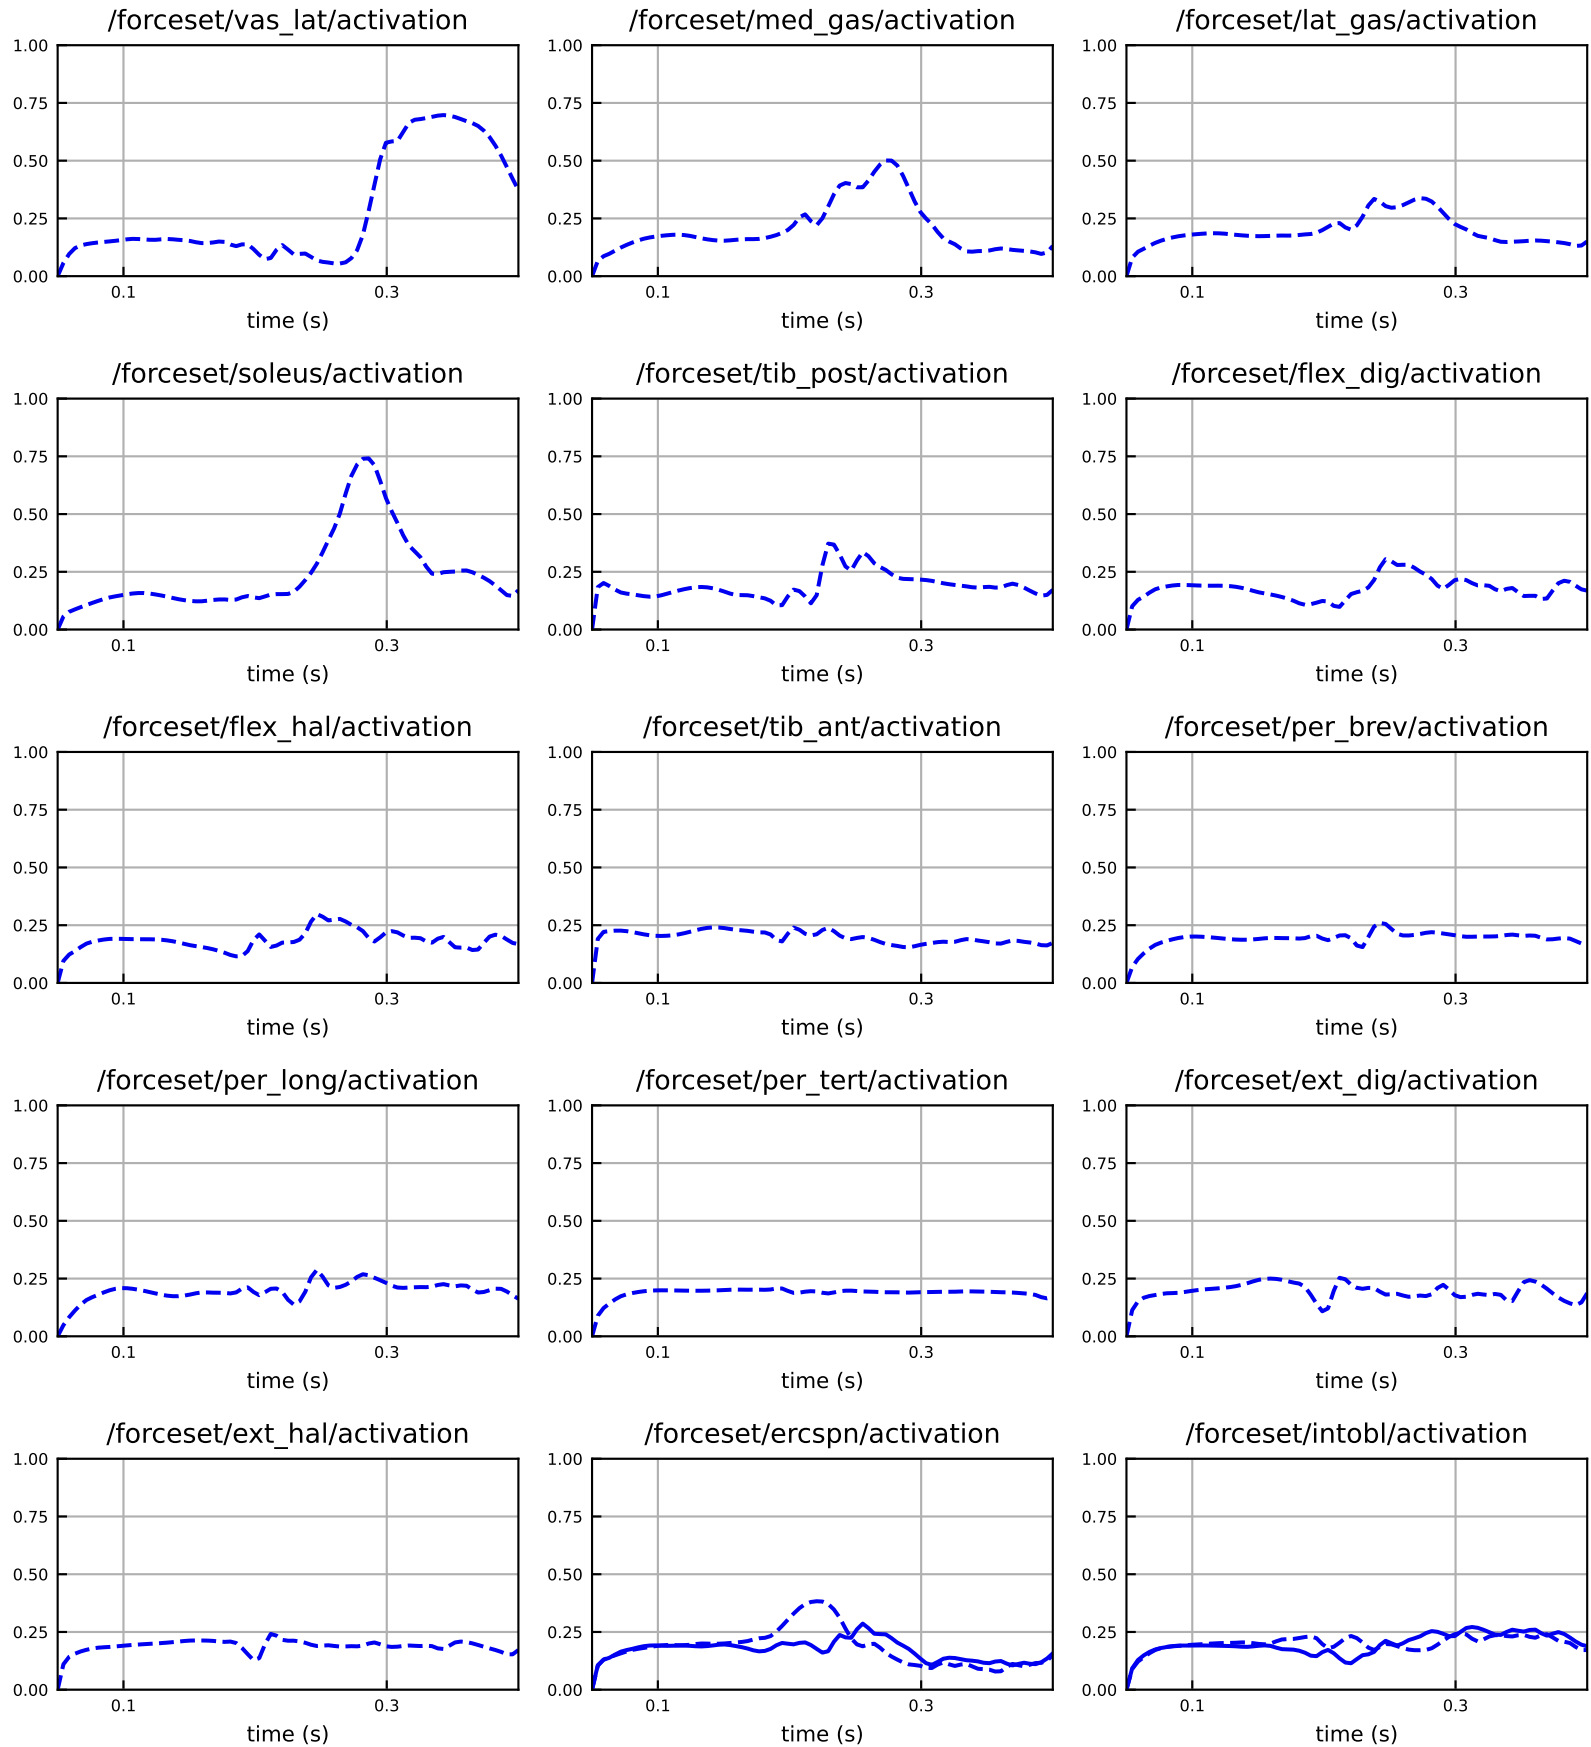 /forceset/vas_lat/activation /forceset/med_gas/activation /forceset/lat_gas/activation
1.00 1.00 1.00
0.75 0.75 0.75
0.50 0.50 0.50
0.25 0.25 0.25
0.00 0.00 0.00
0.1 0.3 0.1 0.3 0.1 0.3
time (s) time (s) time (s)
/forceset/soleus/activation /forceset/tib_post/activation /forceset/flex_dig/activation
1.00 1.00 1.00
0.75 0.75 0.75
0.50 0.50 0.50
0.25 0.25 0.25
0.00 0.00 0.00
0.1 0.3 0.1 0.3 0.1 0.3
time (s) time (s) time (s)
/forceset/flex_hal/activation /forceset/tib_ant/activation /forceset/per_brev/activation
1.00 1.00 1.00
0.75 0.75 0.75
0.50 0.50 0.50
0.25 0.25 0.25
0.00 0.00 0.00
0.1 0.3 0.1 0.3 0.1 0.3
time (s) time (s) time (s)
/forceset/per_long/activation /forceset/per_tert/activation /forceset/ext_dig/activation
1.00 1.00 1.00
0.75 0.75 0.75
0.50 0.50 0.50
0.25 0.25 0.25
0.00 0.00 0.00
0.1 0.3 0.1 0.3 0.1 0.3
time (s) time (s) time (s)
/forceset/ext_hal/activation /forceset/ercspn/activation /forceset/intobl/activation
1.00 1.00 1.00
0.75 0.75 0.75
0.50 0.50 0.50
0.25 0.25 0.25
0.00 0.00 0.00
0.1 0.3 0.1 0.3 0.1 0.3
time (s) time (s) time (s)